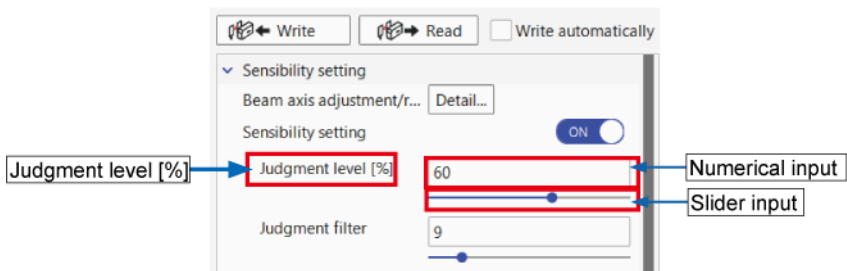 Write
Read
Write automatically
Sensibility setting
Beam axis adjustment/r... Detail...
Sensibility setting ON
Judgment level [%]
Judgment level [%] 60
Numerical input
Slider input
Judgment filter 9